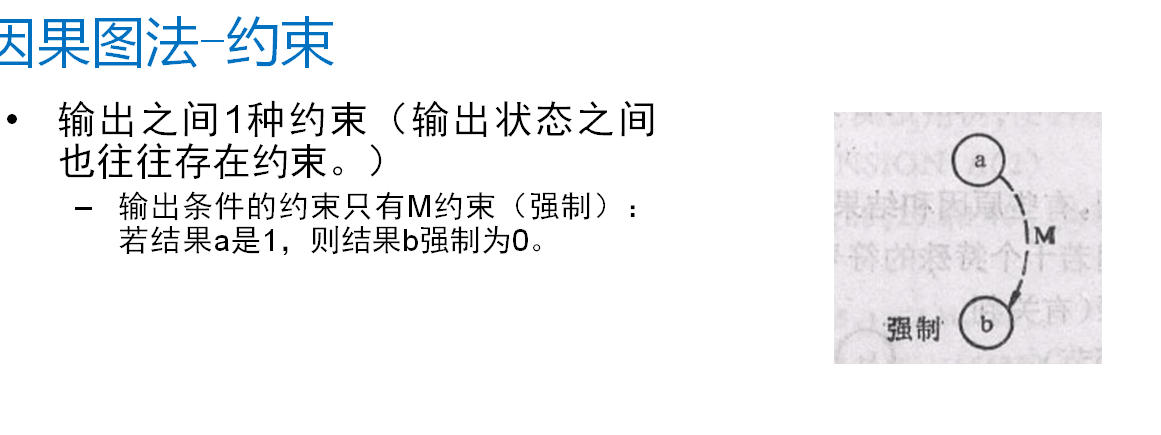 因果图法-约束
• 输出之间1种约束（输出状态之间
也往往存在约束。）
– 输出条件的约束只有M约束（强制）：
若结果a是1，则结果b强制为0。
a
M
强制 b